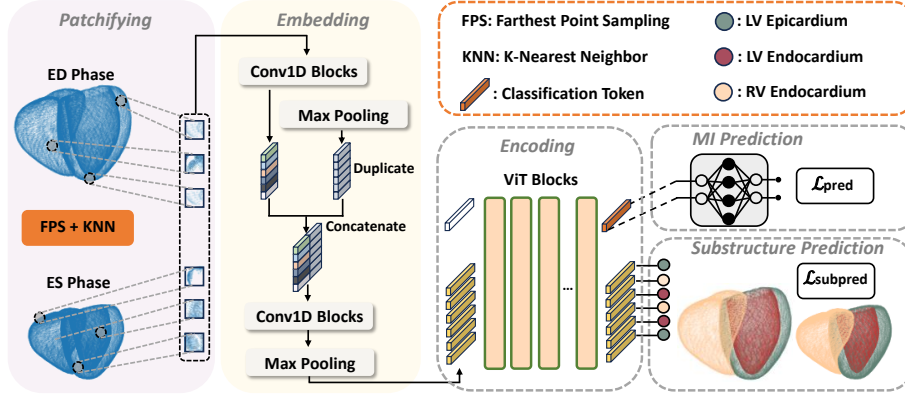 Patchifying
ED Phase
FPS + KNN
ES Phase
Embedding
Conv1D Blocks
Max Pooling
Duplicate
Concatenate
Conv1D Blocks
Max Pooling
FPS: Farthest Point Sampling
KNN: K-Nearest Neighbor
: Classification Token
: LV Epicardium
: LV Endocardium
: RV Endocardium
Encoding
ViT Blocks
...
MI Prediction
ℒpred
Substructure Prediction
ℒsubpred